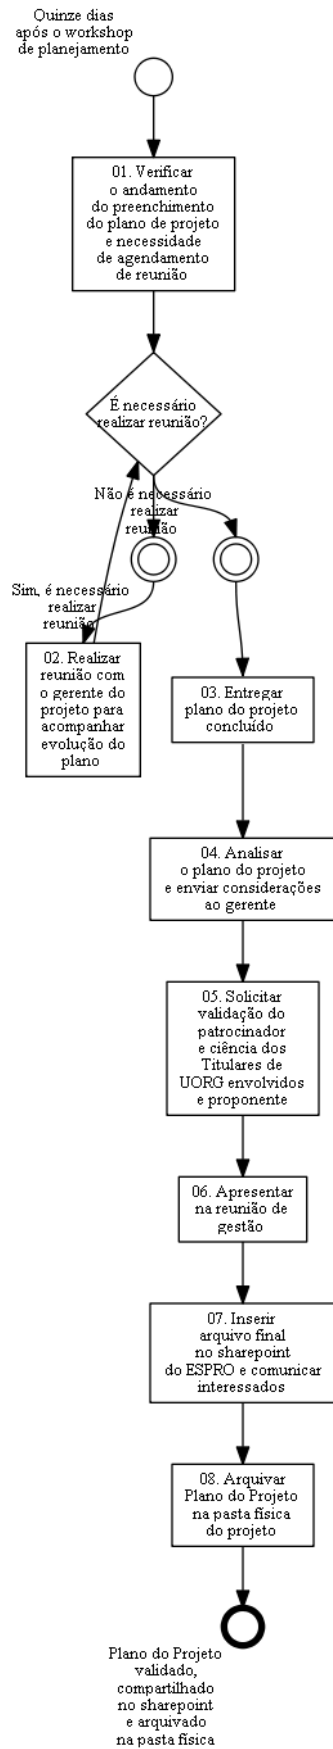 Quinze dias
após o workshop
de planejamento
01. Verificar
o andamento
do preenchimento
do plano de projeto
e necessidade
de agendamento
de reunião
É necessário
realizar reunião?
Não é necessário
realizar
reunião
Sim, é necessário
realizar
reunião
02. Realizar
reunião com
o gerente do
projeto para
acompanhar
evolução do
plano
03. Entregar
plano do projeto
concluído
04. Analisar
o plano do projeto
e enviar considerações
ao gerente
05. Solicitar
validação do
patrocinador
e ciência dos
Titulares de
UORG envolvidos
e proponente
06. Apresentar
na reunião de
gestão
07. Inserir
arquivo final
no sharepoint
do ESPRO e comunicar
interessados
08. Arquivar
Plano do Projeto
na pasta física
do projeto
Plano do Projeto
validado,
compartilhado
no sharepoint
e arquivado
na pasta física